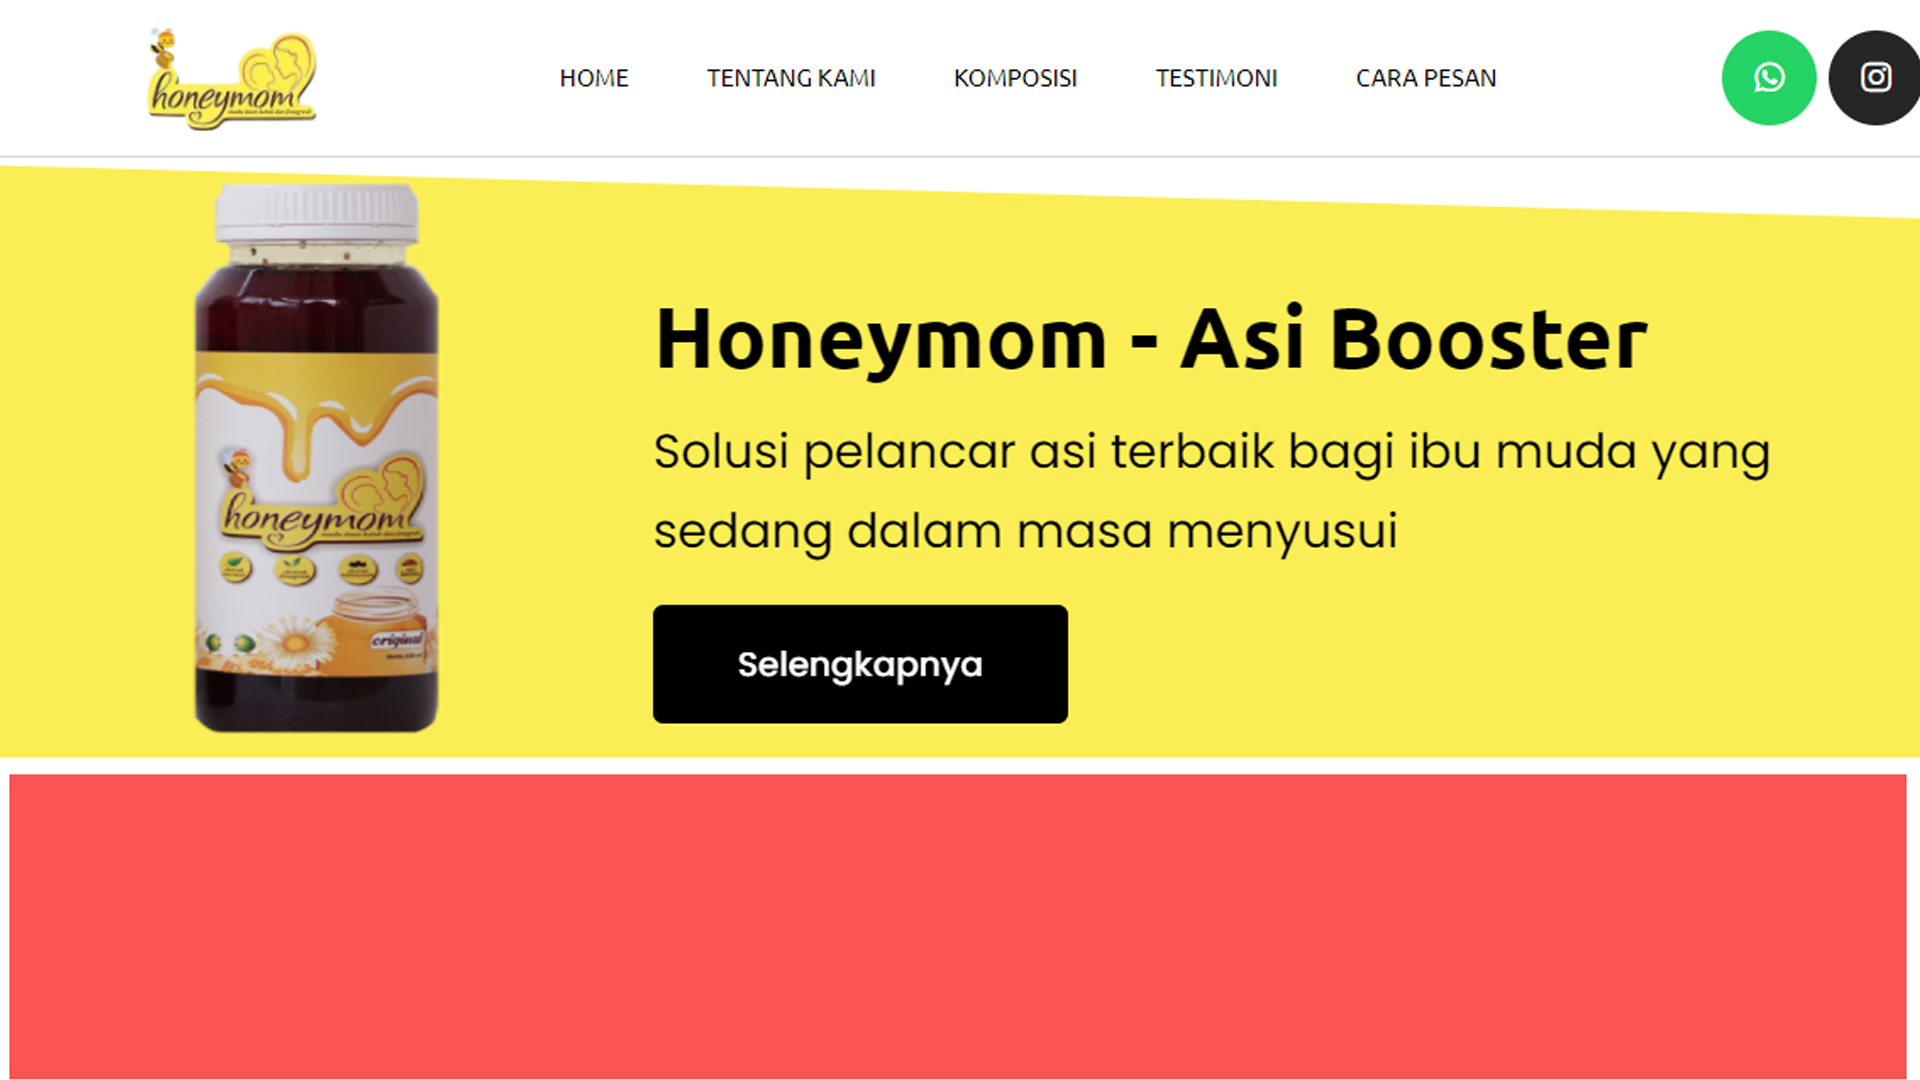 honeymom
HOME
TENTANG KAMI
KOMPOSISI
TESTIMONI
CARA PESAN
Honeymom - Asi Booster
Solusi pelancar asi terbaik bagi ibu muda yang
sedang dalam masa menyusui
Selengkapnya
honeymom
original